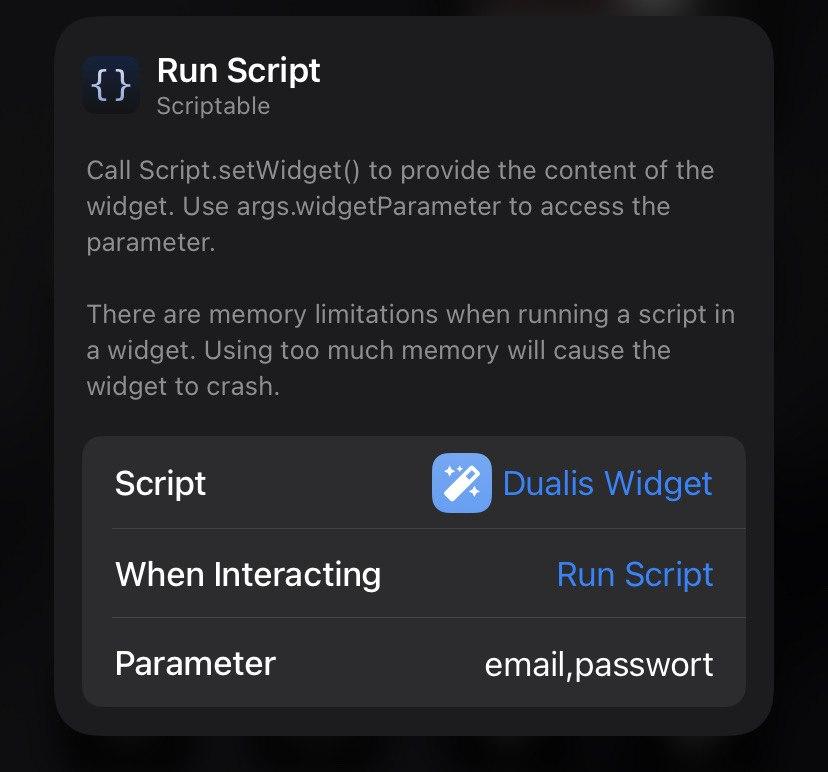 {} Run Script
Scriptable
Call Script.setWidget() to provide the content of the
widget. Use args.widgetParameter to access the
parameter.
There are memory limitations when running a script in
a widget. Using too much memory will cause the
widget to crash.
Script Dualis Widget
When Interacting Run Script
Parameter email,passwort